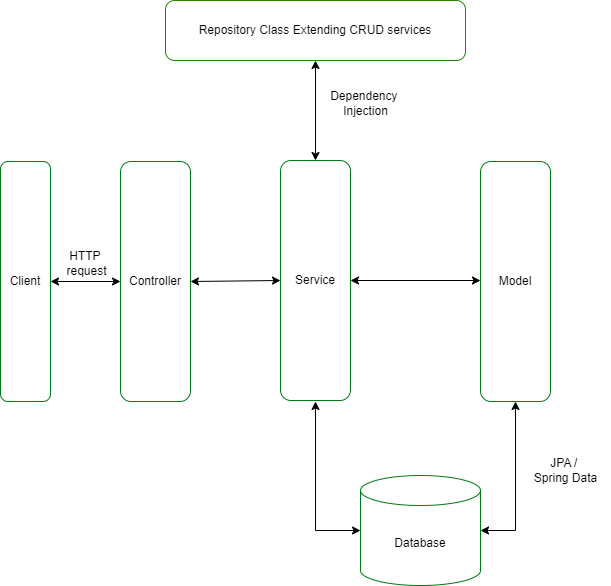 Repository Class Extending CRUD services
Dependency
Injection
HTTP
request
Client
Controller
Service
Model
JPA /
Spring Data
Database